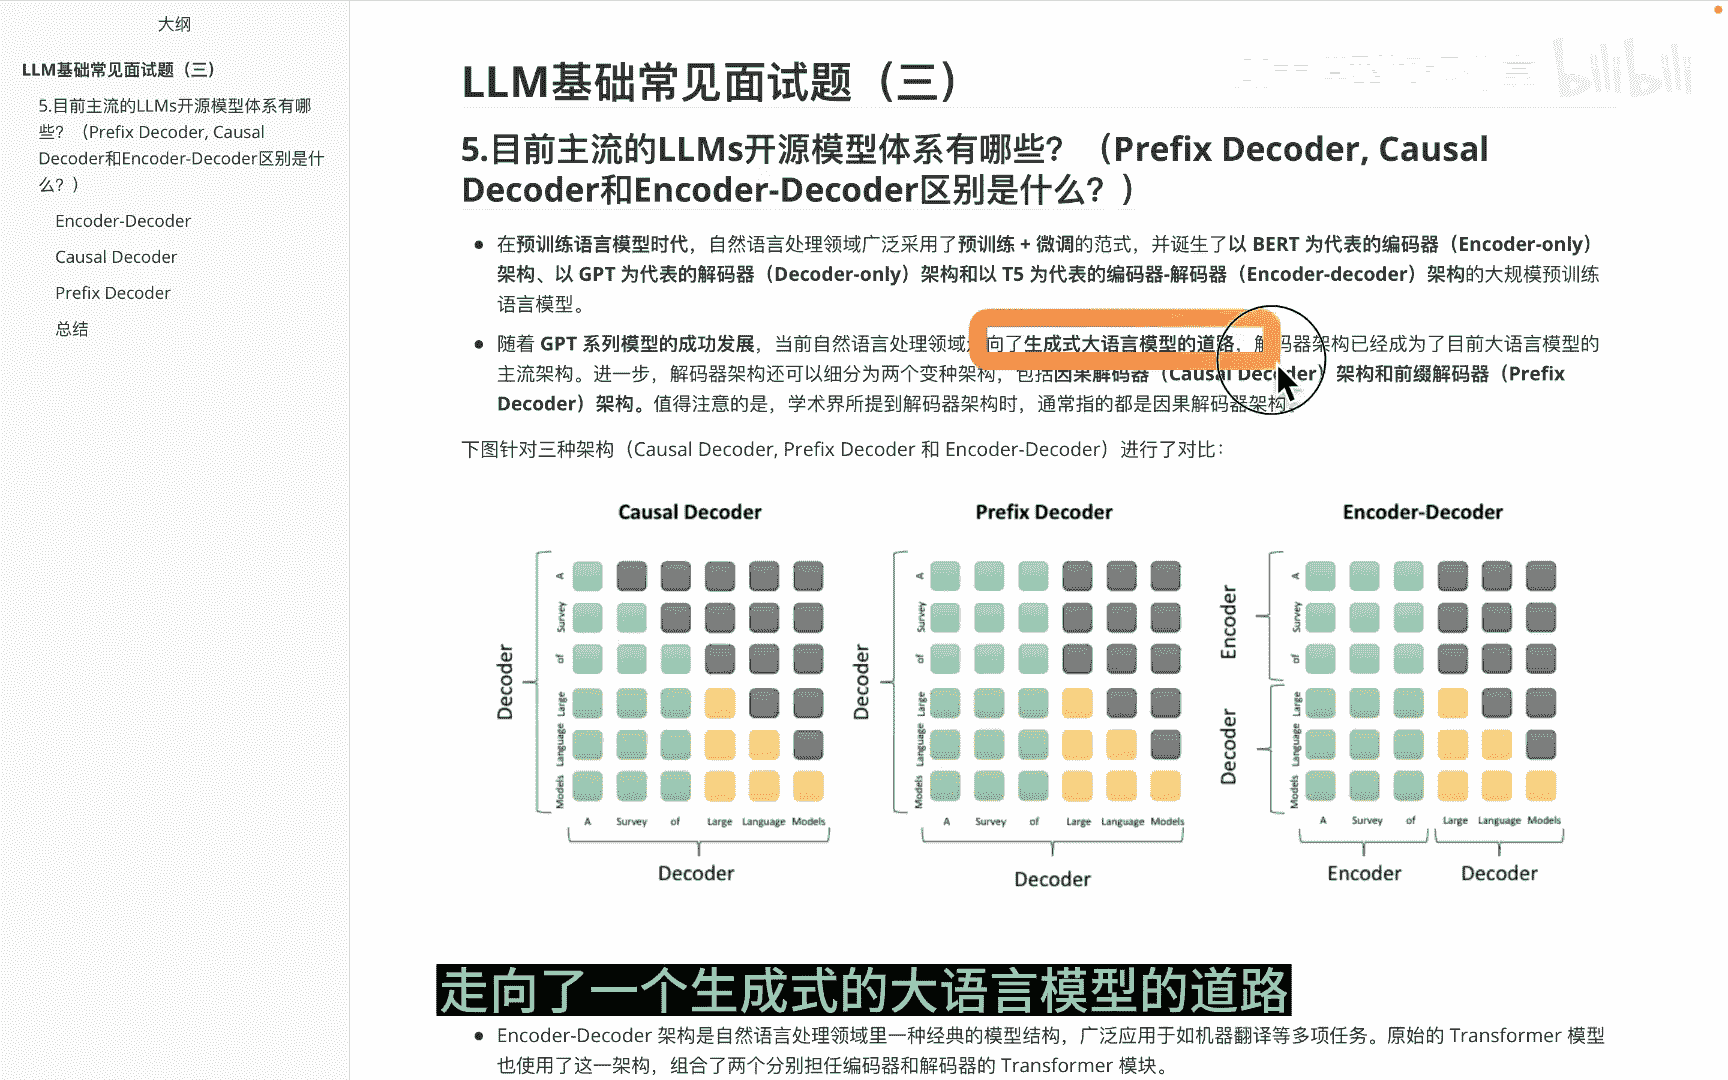 大纲
LLM基础常见面试题（三）
5.目前主流的LLMs开源模型体系有哪
些？（Prefix Decoder, Causal
Decoder和Encoder-Decoder区别是什
么？）
Encoder-Decoder
Causal Decoder
Prefix Decoder
总结
bilibili
LLM基础常见面试题（三）
5.目前主流的LLMs开源模型体系有哪些？（Prefix Decoder, Causal
Decoder和Encoder-Decoder区别是什么？）
在预训练语言模型时代，自然语言处理领域广泛采用了预训练 + 微调的范式，并诞生了以 BERT 为代表的编码器（Encoder-only）
架构、以 GPT 为代表的解码器（Decoder-only）架构和以 T5 为代表的编码器-解码器（Encoder-decoder）架构的大规模预训练
语言模型。
随着 GPT 系列模型的成功发展，当前自然语言处理领域 向了生成式大语言模型的道路，解码器架构已经成为了目前大语言模型的
主流架构。进一步，解码器架构还可以细分为两个变种架构，包括因果解码器（Causal Decoder）架构和前缀解码器（Prefix
Decoder）架构。值得注意的是，学术界所提到解码器架构时，通常指的都是因果解码器架构。
下图针对三种架构（Causal Decoder, Prefix Decoder 和 Encoder-Decoder）进行了对比：
Causal Decoder
Decoder
A
Survey
of
Large
Language
Models
A Survey of Large Language Models
Decoder
Prefix Decoder
Decoder
A
Survey
of
Large
Language
Models
A Survey of Large Language Models
Decoder
Encoder-Decoder
Encoder
Decoder
A
Survey
of
Large
Language
Models
A Survey of Large Language Models
Encoder Decoder
走向了一个生成式的大语言模型的道路
Encoder-Decoder 架构是自然语言处理领域里一种经典的模型结构，广泛应用于如机器翻译等多项任务。原始的 Transformer 模型
也使用了这一架构，组合了两个分别担任编码器和解码器的 Transformer 模块。